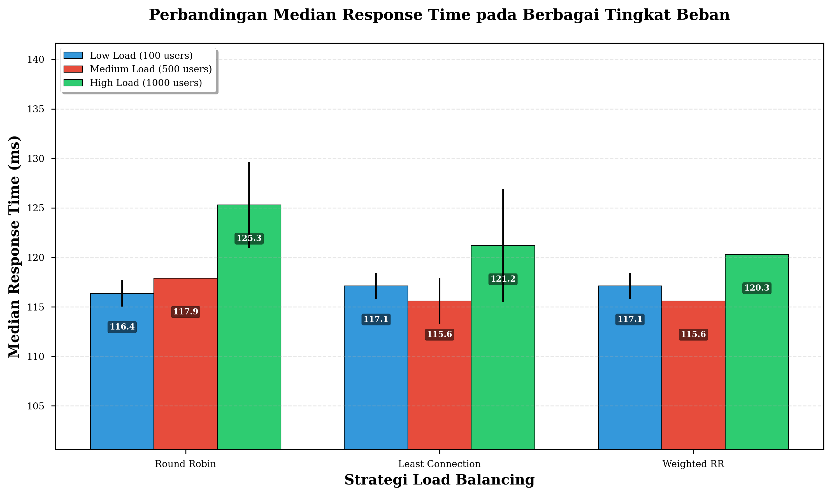 Perbandingan Median Response Time pada Berbagai Tingkat Beban
Low Load (100 users)
Medium Load (500 users)
High Load (1000 users)
Median Response Time (ms)
140
135
130
125
120
115
110
105
116.4
117.9
125.3
117.1
115.6
121.2
117.1
115.6
120.3
Round Robin
Least Connection
Weighted RR
Strategi Load Balancing